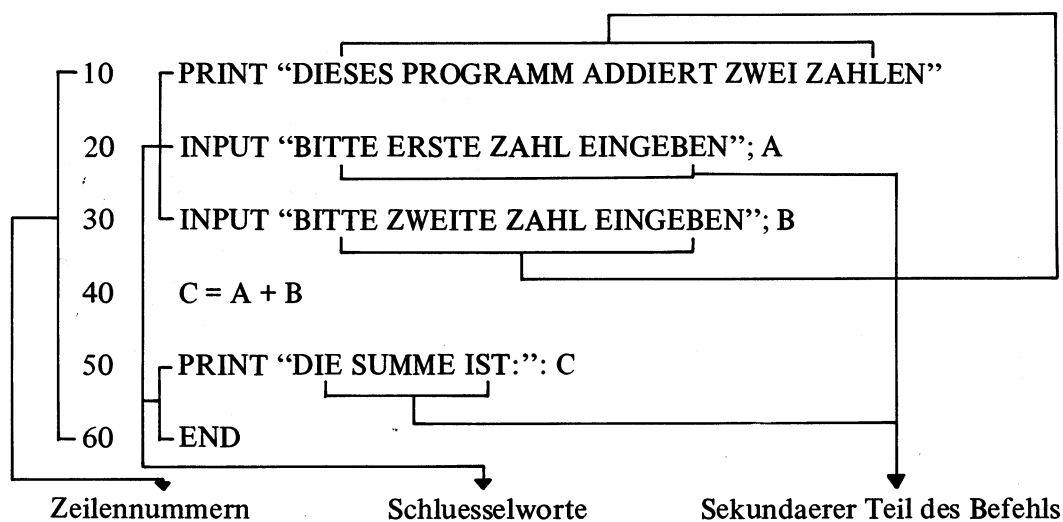 10 PRINT “DIESES PROGRAMM ADDIERT ZWEI ZAHLEN”
20 INPUT “BITTE ERSTE ZAHL EINGEBEN”; A
30 INPUT “BITTE ZWEITE ZAHL EINGEBEN”; B
40 C = A + B
50 PRINT “DIE SUMME IST:”: C
60 END
Zeilennummern Schluesselworte Sekundaerer Teil des Befehls